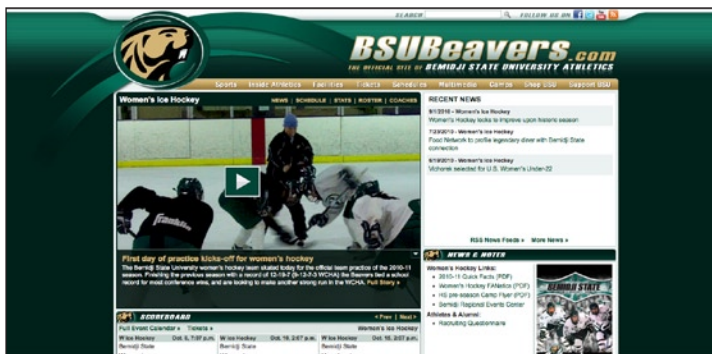 SEARCH
FOLLOW US ON
BSUBeavers.com
THE OFFICIAL SITE OF BEMIDJI STATE UNIVERSITY ATHLETICS
Sports Inside Athletics Facilities Tickets Schedules Multimedia Camps Shop BSU Support BSU
Women's Ice Hockey
NEWS | SCHEDULE | STATS | ROSTER | COACHES
Franklin
First day of practice kicks-off for women's hockey
The Bemidji State University women's hockey team skated today for the official team practice of the 2010-11
season. Finishing the previous season with a record of 12-19-7 (9-12-7-3 WCHA) the Beavers tied a school
record for most conference wins, and are looking to make another strong run in the WCHA. Full Story »
RECENT NEWS
9/1/2010 - Women's Ice Hockey
Women's Hockey looks to improve upon historic season
7/23/2010 - Women's Ice Hockey
Food Network to profile legendary diner with Bemidji State
connection
6/19/2010 - Women's Ice Hockey
selected for U.S. Women's Under-22
RSS News Feeds » More News »
NEWS & NOTES
Women's Hockey Links:
2010-11 Quick Facts (PDF)
Women's Hockey FANatics (PDF)
HS pre-season Camp Flyer (PDF)
Bemidji Regional Events Center
Athletes & Alumni:
Recruiting Questionnaire
BEMIDJI STATE
SCOREBOARD
< Prev | Next >
Full Event Calendar » Tickets »
Women's Ice Hockey
W Ice Hockey Oct. 8, 7:07 p.m. W Ice Hockey Oct. 10, 2:07 p.m. W Ice Hockey Oct. 10, 2:07 p.m.
Bemidji State Bemidji State Bemidji State